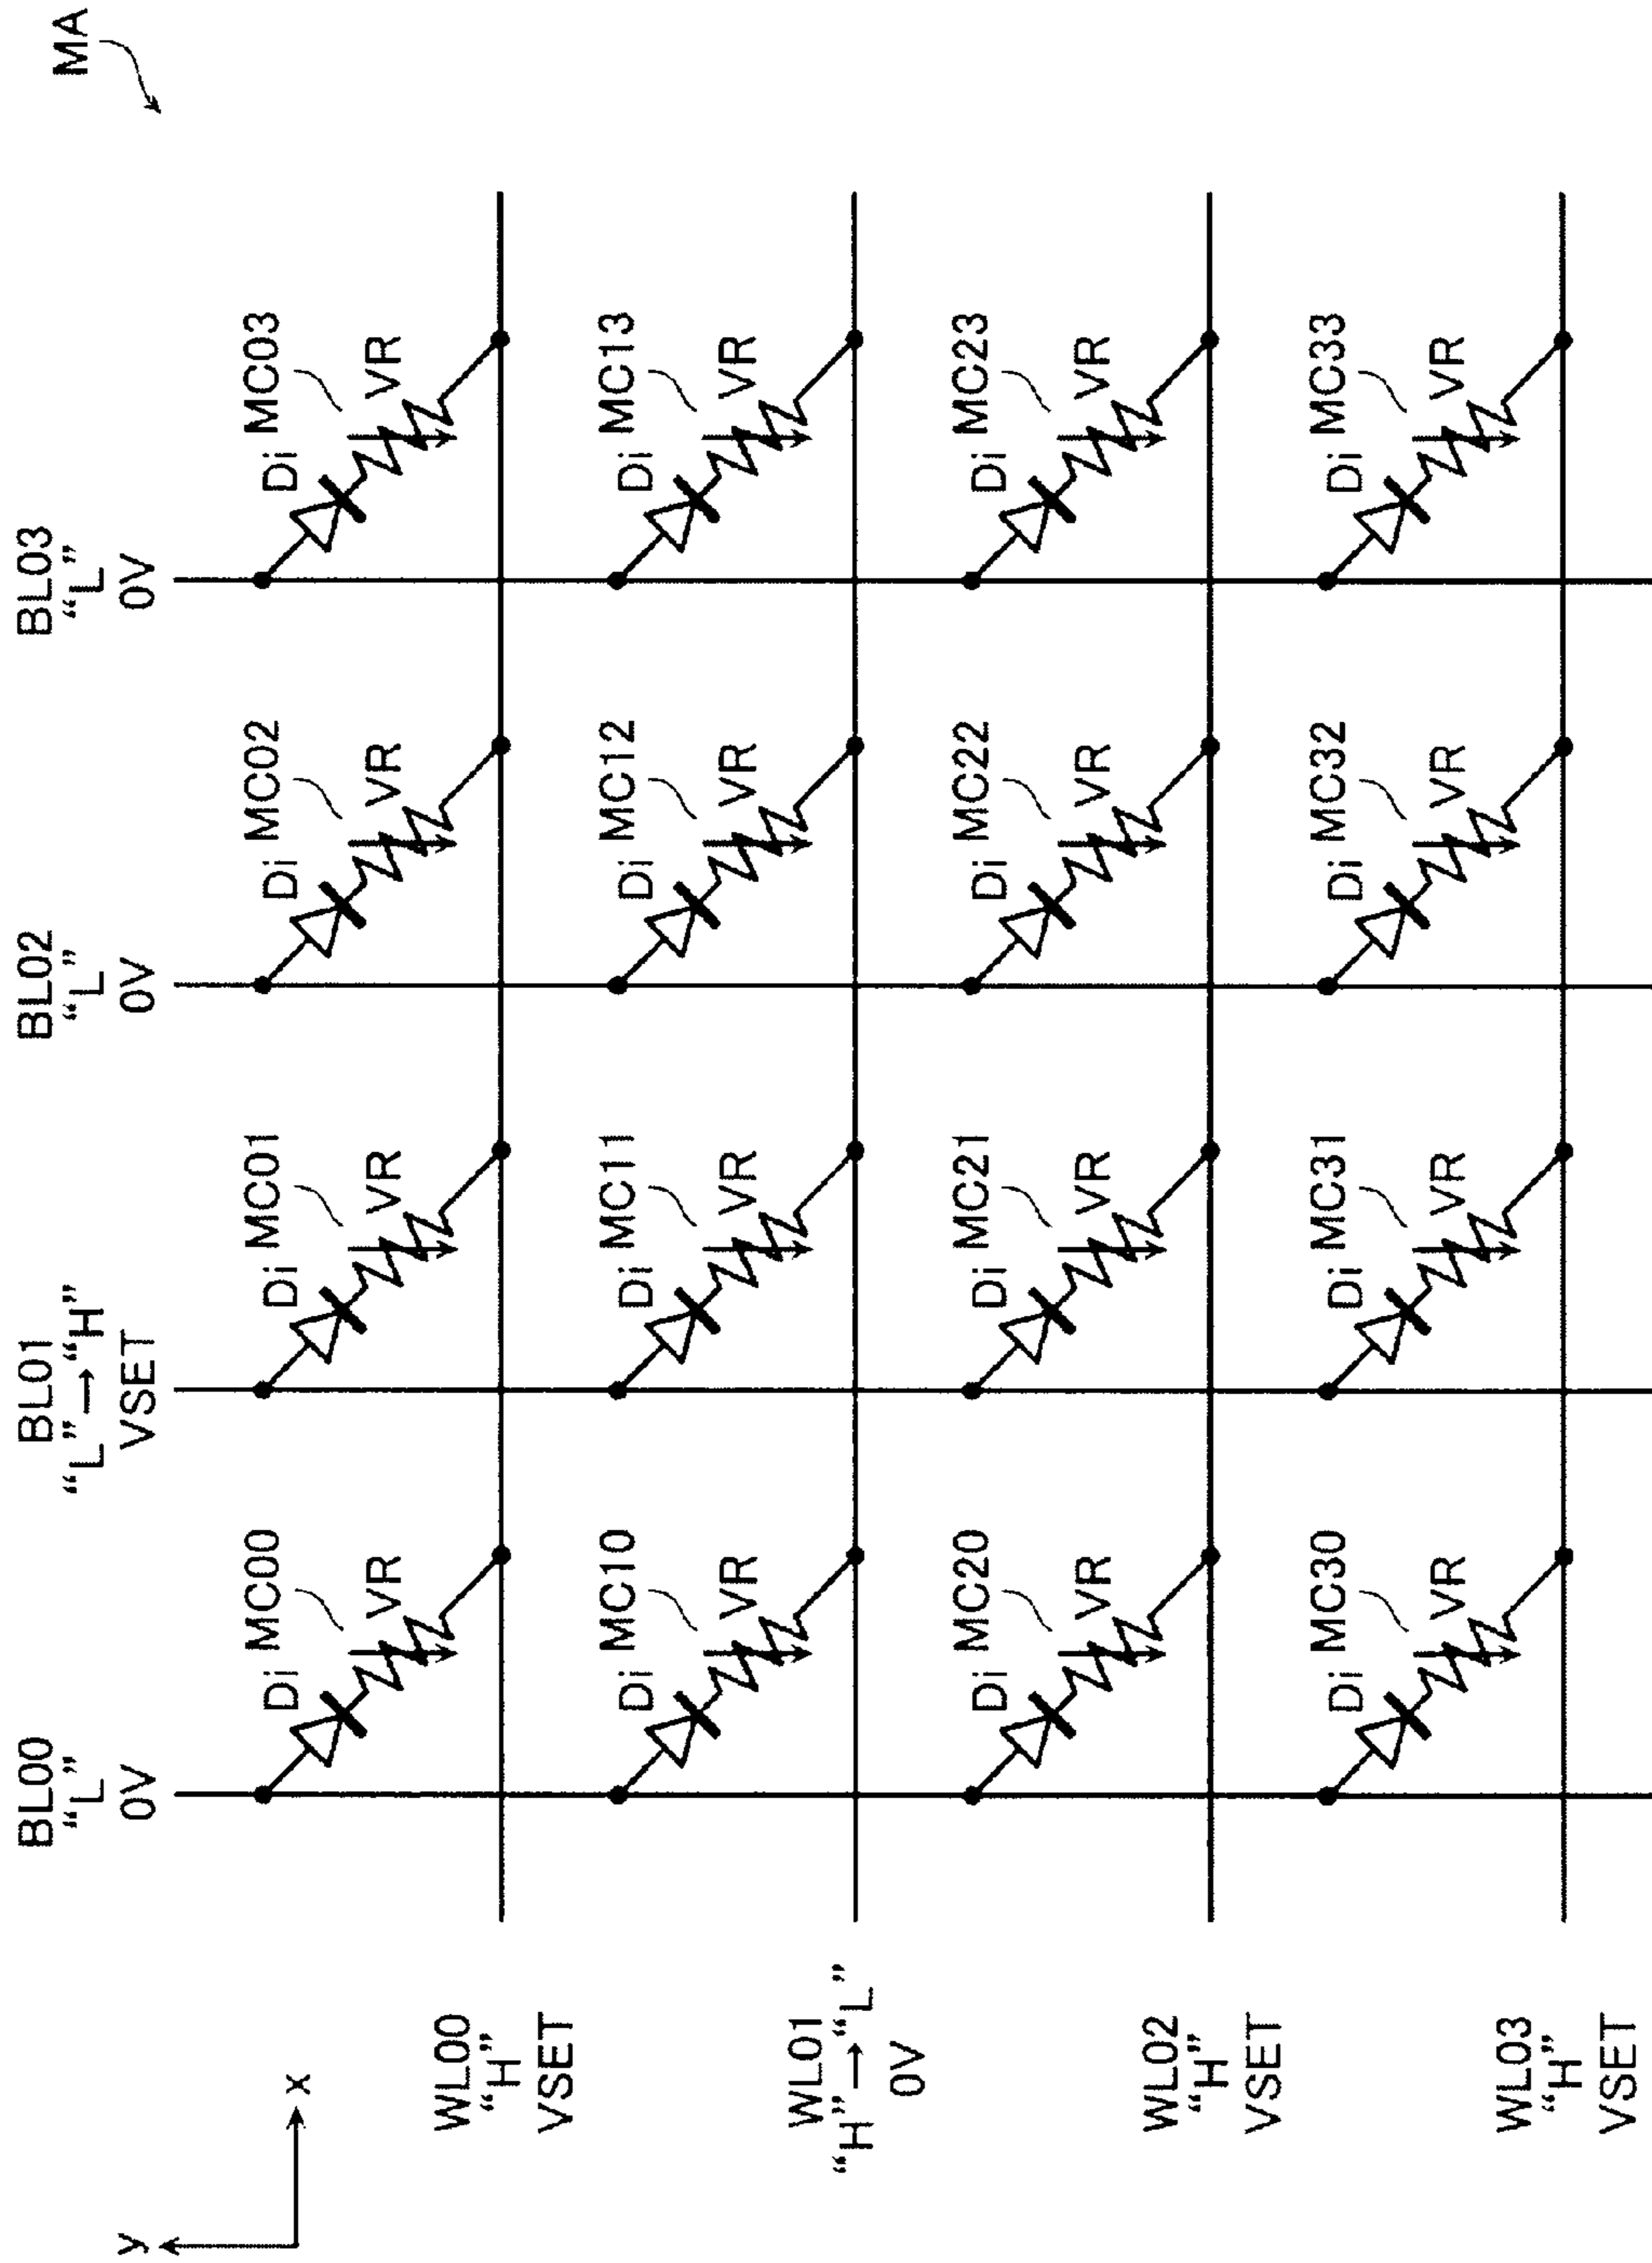 MA
BL00
“L”
0V
BL01
“L”→“H”
VSET
BL02
“L”
0V
BL03
“L”
0V
y
x
WL00
“H”
VSET
Di
MC00
VR
Di
MC01
VR
Di
MC02
VR
Di
MC03
VR
WL01
“H”→“L”
0V
Di
MC10
VR
Di
MC11
VR
Di
MC12
VR
Di
MC13
VR
WL02
“H”
VSET
Di
MC20
VR
Di
MC21
VR
Di
MC22
VR
Di
MC23
VR
WL03
“H”
VSET
Di
MC30
VR
Di
MC31
VR
Di
MC32
VR
Di
MC33
VR